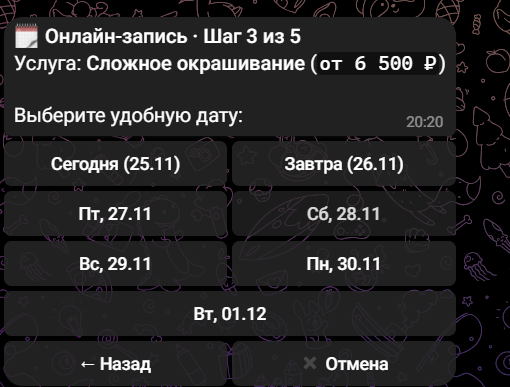 Онлайн-запись · Шаг 3 из 5
Услуга: Сложное окрашивание (от 6 500 ₽)
Выберите удобную дату:
20:20
Сегодня (25.11)
Завтра (26.11)
Пт, 27.11
Сб, 28.11
Вс, 29.11
Пн, 30.11
Вт, 01.12
← Назад
✖ Отмена